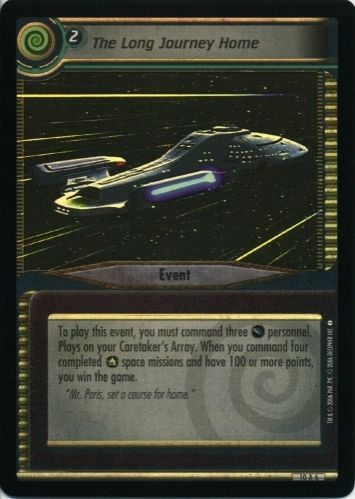 2 The Long Journey Home
Event
To play this event, you must command three personnel.
Plays on your Caretaker's Array. When you command four
completed A space missions and have 100 or more points,
you win the game.
"Mr. Paris, set a course for home."
10 A 6